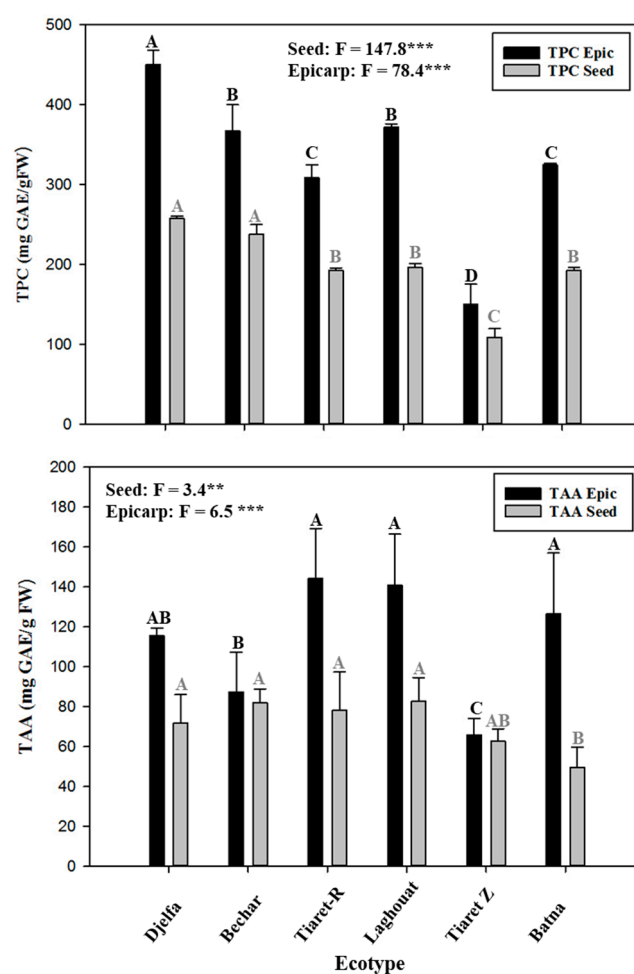 500
400
300
200
100
0
TPC (mg GAE/gFW)
Seed: F = 147.8***
Epicarp: F = 78.4***
TPC Epic
TPC Seed
A
A
B
A
C
B
B
B
D
C
C
B
200
180
160
140
120
100
80
60
40
20
0
TAA (mg GAE/g FW)
Seed: F = 3.4**
Epicarp: F = 6.5 ***
TAA Epic
TAA Seed
AB
A
B
A
A
A
A
A
C
AB
A
B
Djelfa
Bechar
Tiaret-R
Laghouat
Tiaret Z
Batna
Ecotype